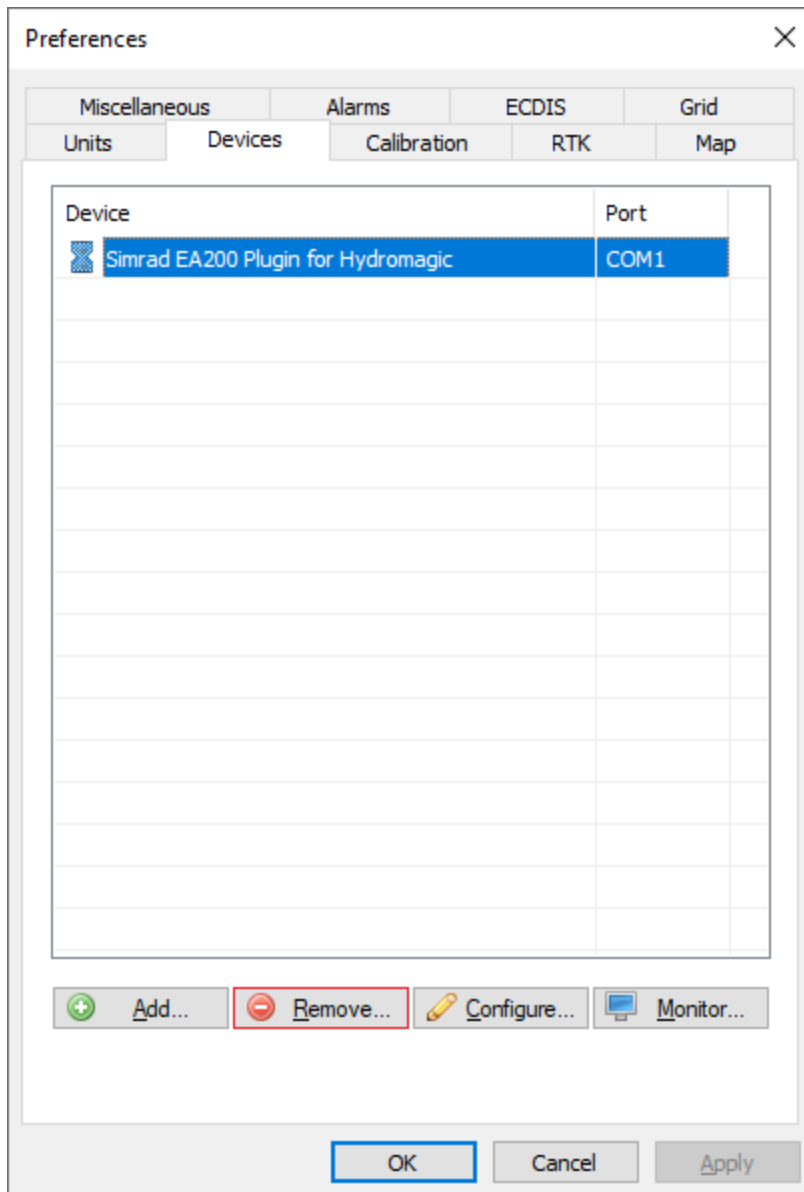 Preferences
Miscellaneous Alarms ECDIS Grid
Units Devices Calibration RTK Map
Device Port
Simrad EA200 Plugin for Hydromagic COM1
Add... Remove... Configure... Monitor...
OK Cancel Apply